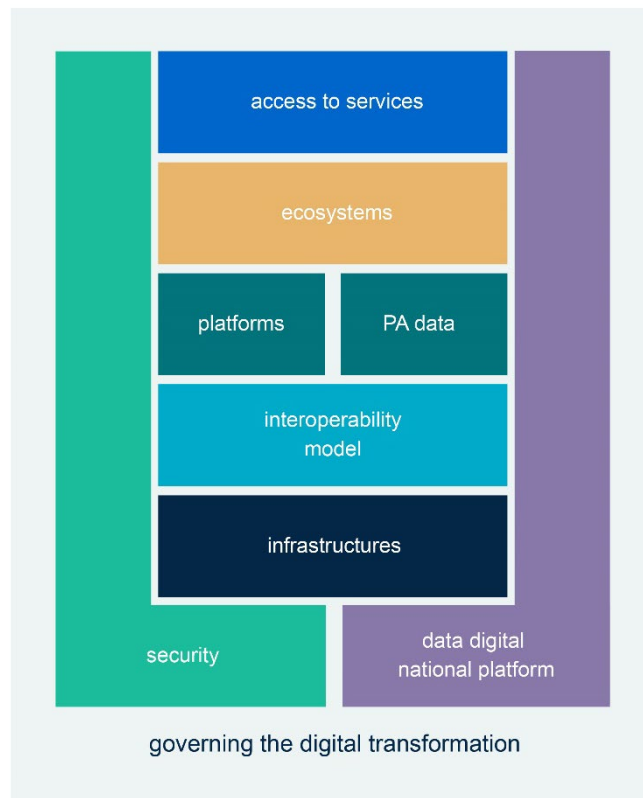 access to services
ecosystems
platforms
PA data
interoperability
model
infrastructures
security
data digital
national platform
governing the digital transformation